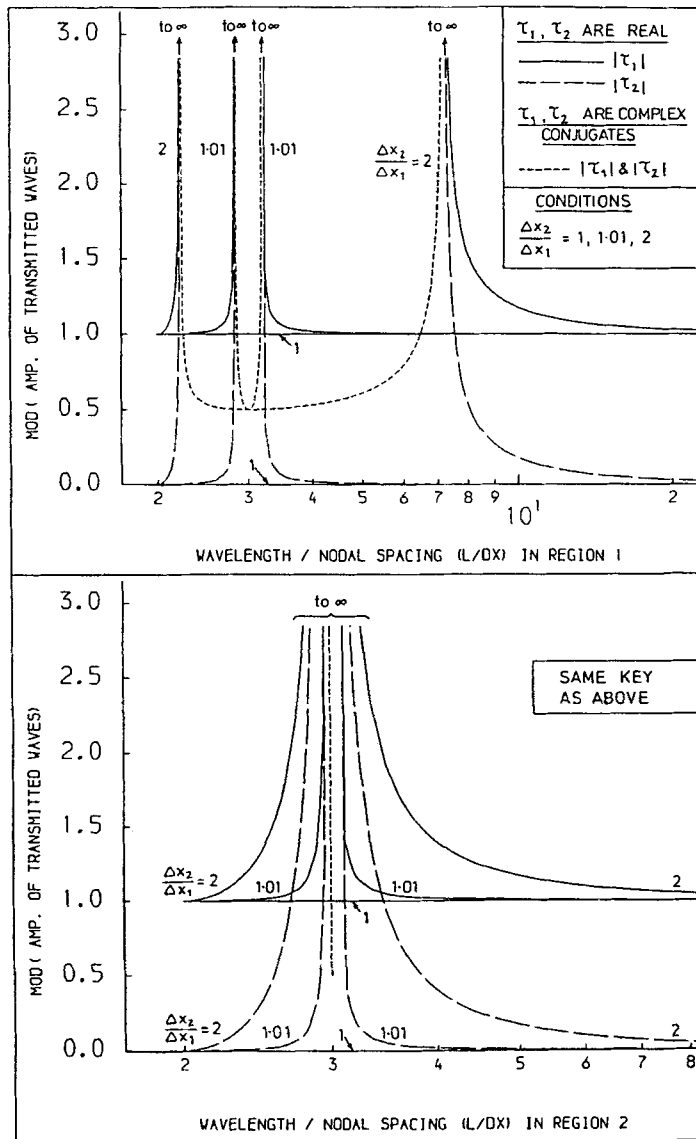 to ∞ to∞ to∞ to ∞
3.0
2.5
2.0
1.5
1.0
0.5
0.0
MOD ( AMP. OF TRANSMITTED WAVES)
2
1·01
1·01
Δx₂/Δx₁ = 2
1
1
τ₁, τ₂ ARE REAL
|τ₁|
|τ₂|
τ₁, τ₂ ARE COMPLEX
CONJUGATES
|τ₁| & |τ₂|
CONDITIONS
Δx₂/Δx₁ = 1, 1·01, 2
2 3 4 5 6 7 8 9 10¹ 2
WAVELENGTH / NODAL SPACING (L/DX) IN REGION 1
to ∞
3.0
2.5
2.0
1.5
1.0
0.5
0.0
MOD ( AMP. OF TRANSMITTED WAVES)
SAME KEY
AS ABOVE
Δx₂/Δx₁ = 2
1·01
1·01
2
1
Δx₂/Δx₁ = 2
1·01
1
1·01
2
2 3 4 5 6 7 8
WAVELENGTH / NODAL SPACING (L/DX) IN REGION 2